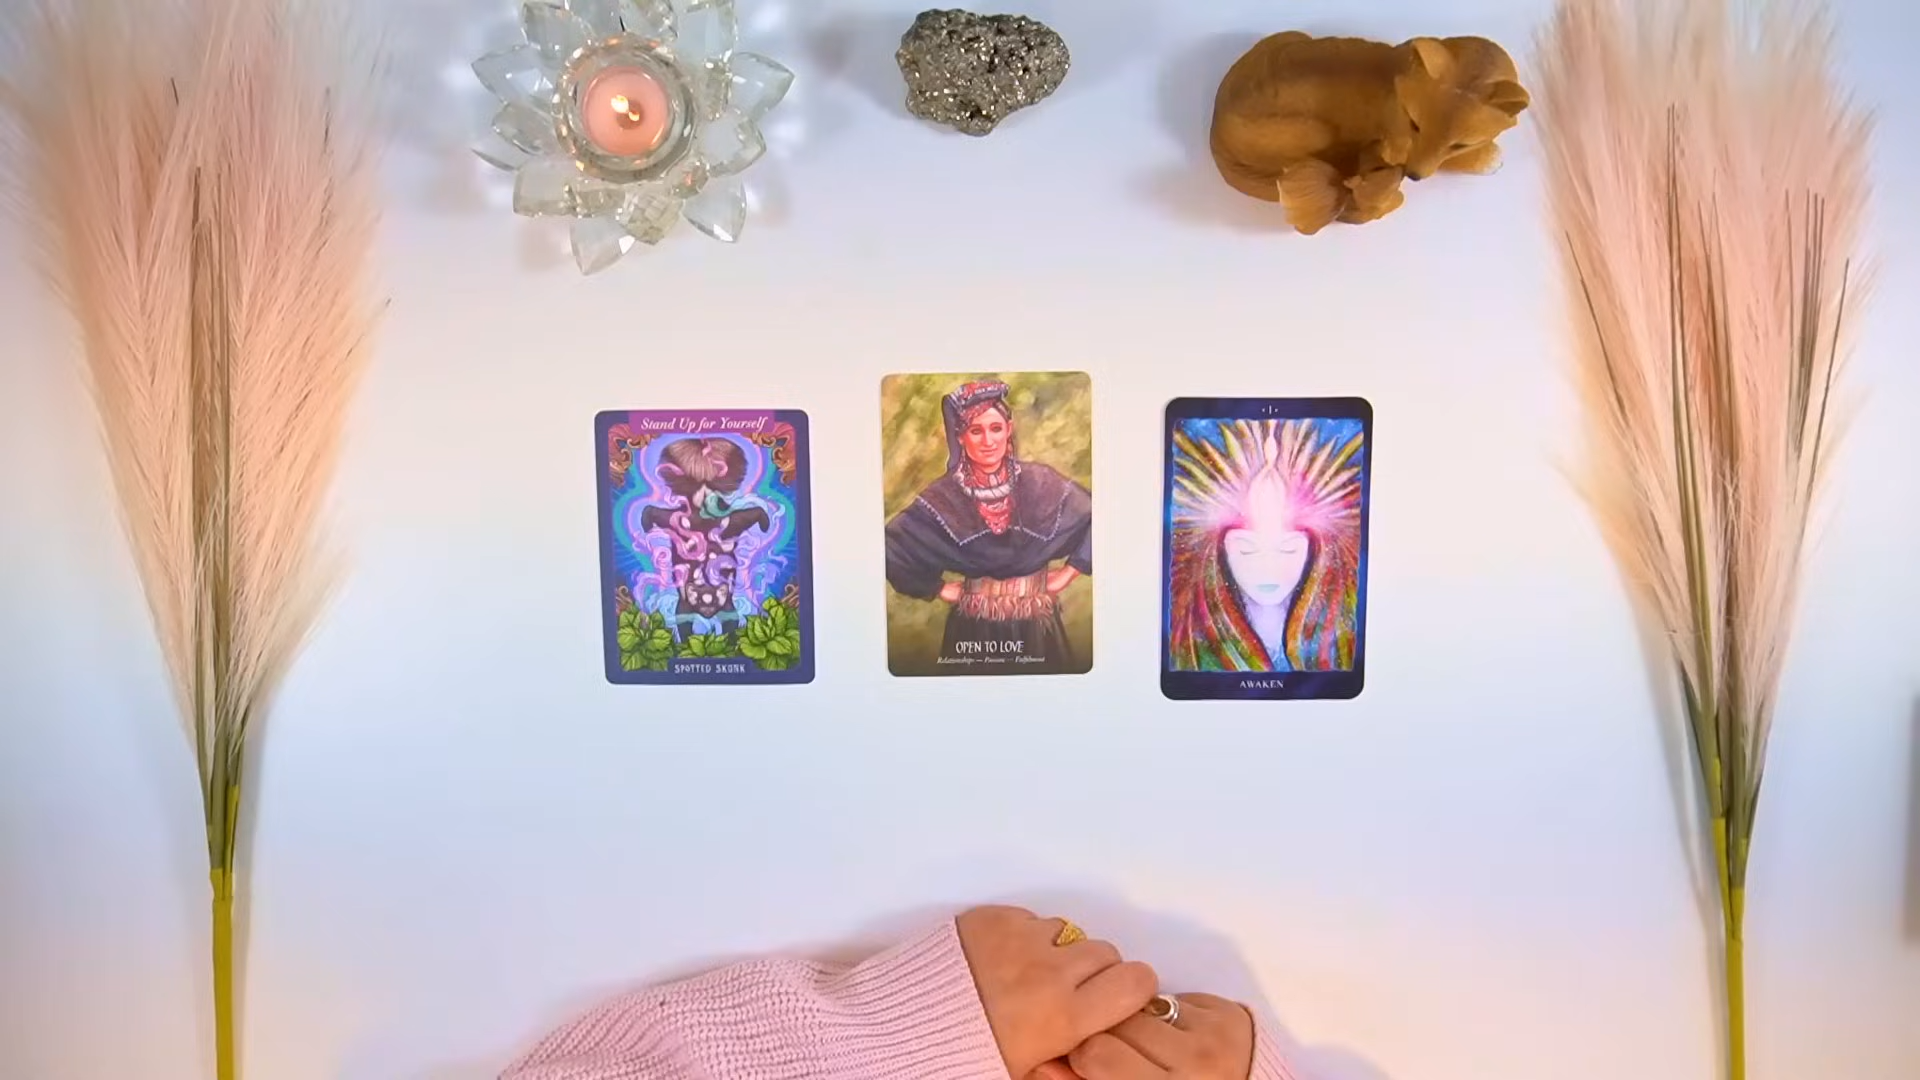 Stand Up for Yourself
SPOTTED SKUNK
OPEN TO LOVE
Relationships — Passion — Fulfillment
· I ·
AWAKEN